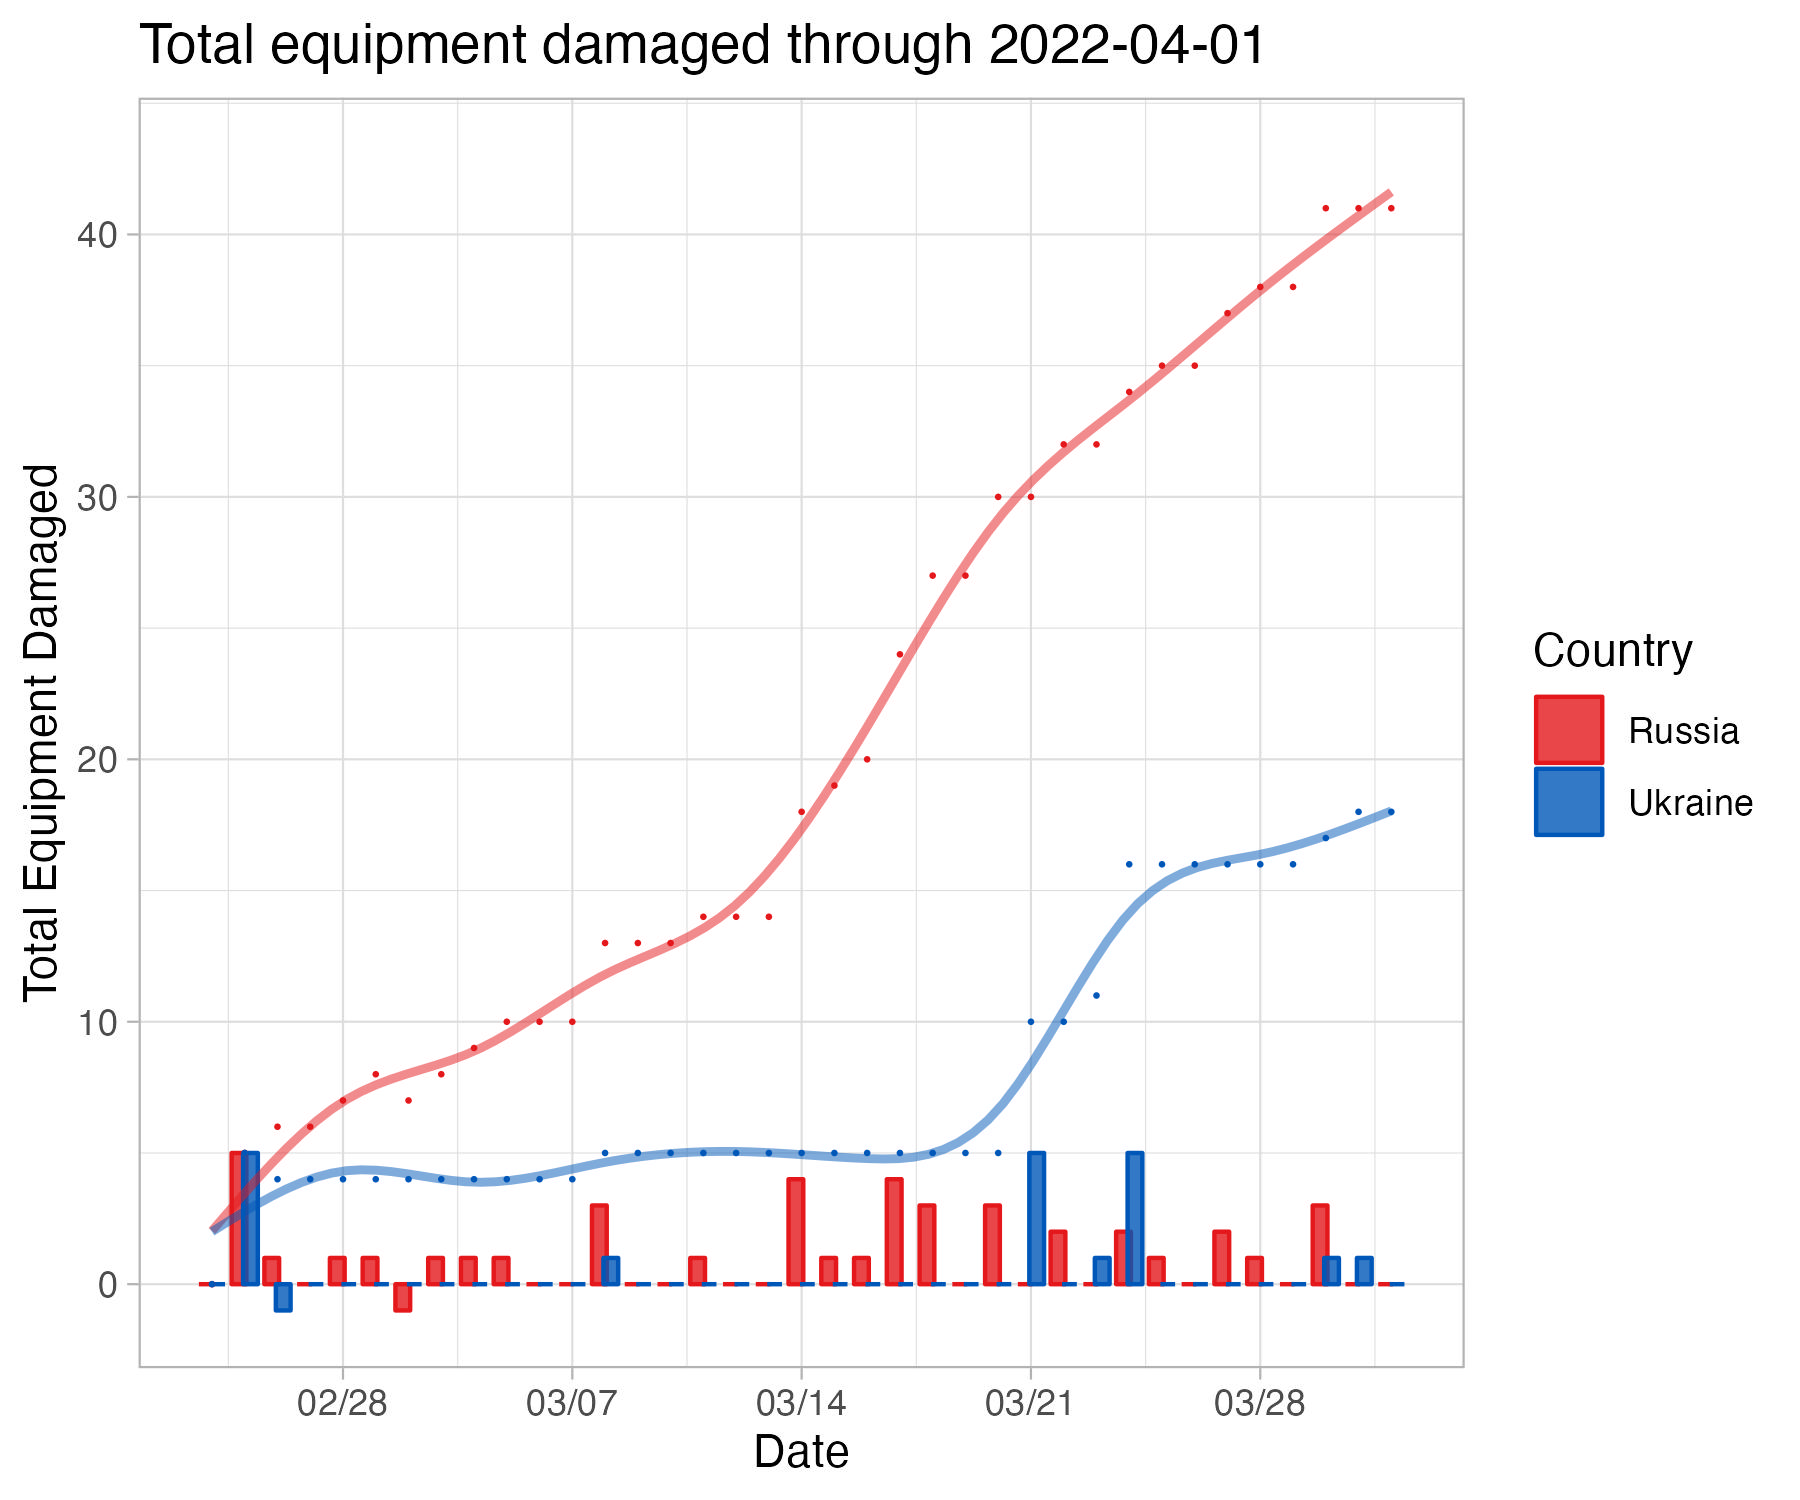 Total equipment damaged through 2022-04-01
Total Equipment Damaged
40
30
20
10
0
02/28 03/07 03/14 03/21 03/28
Date
Country
Russia
Ukraine